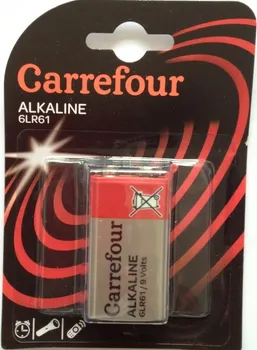 Carrefour
ALKALINE
6LR61
Carrefour
ALKALINE
6LR61 / 9 Volts